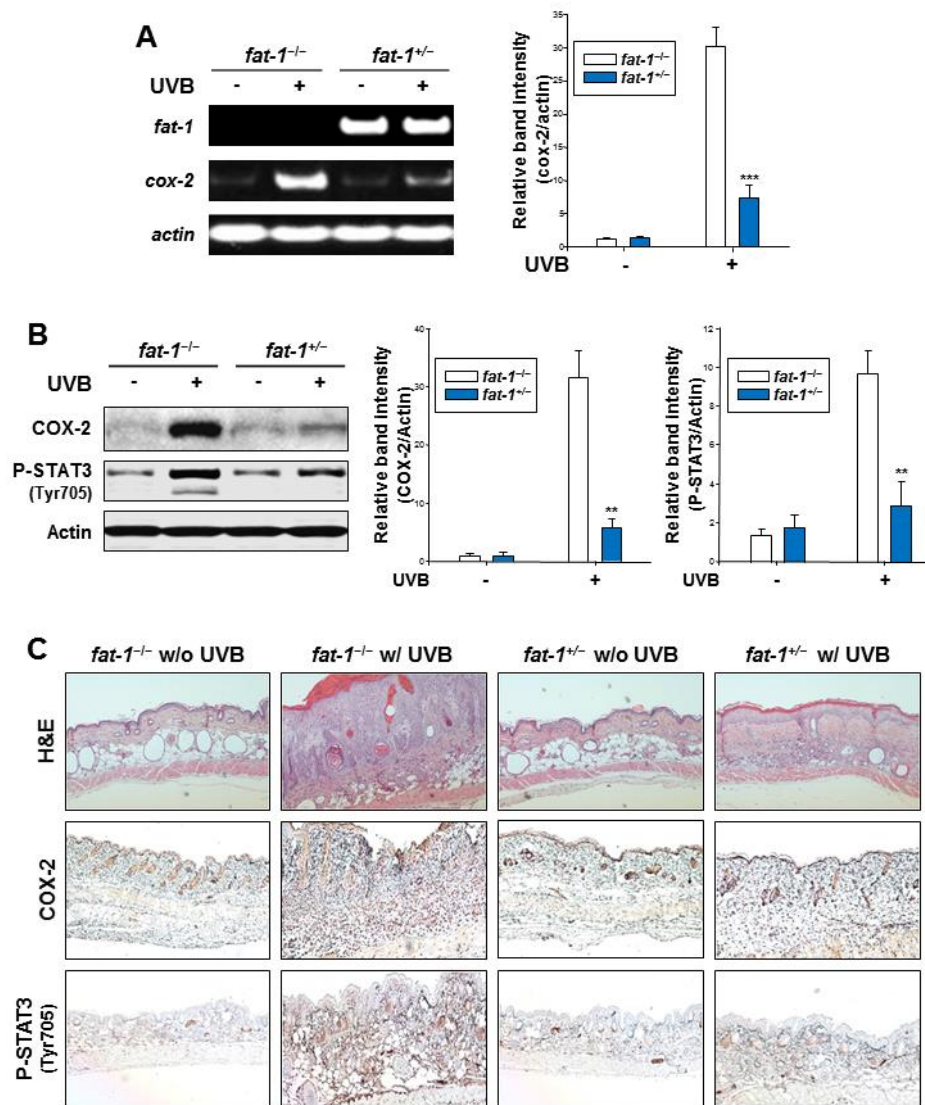 A
fat-1–/– fat-1+/–
UVB - + - +
fat-1
cox-2
actin
Relative band intensity
(cox-2/actin)
35
30
25
20
15
10
5
0
fat-1–/–
fat-1+/–
***
UVB - +
B
fat-1–/– fat-1+/–
UVB - + - +
COX-2
P-STAT3
(Tyr705)
Actin
Relative band intensity
(COX-2/Actin)
40
30
20
10
0
fat-1–/–
fat-1+/–
**
UVB - +
Relative band intensity
(P-STAT3/Actin)
12
10
8
6
4
2
0
fat-1–/–
fat-1+/–
**
UVB - +
C
fat-1–/– w/o UVB fat-1–/– w/ UVB fat-1+/– w/o UVB fat-1+/– w/ UVB
H&E
COX-2
P-STAT3
(Tyr705)